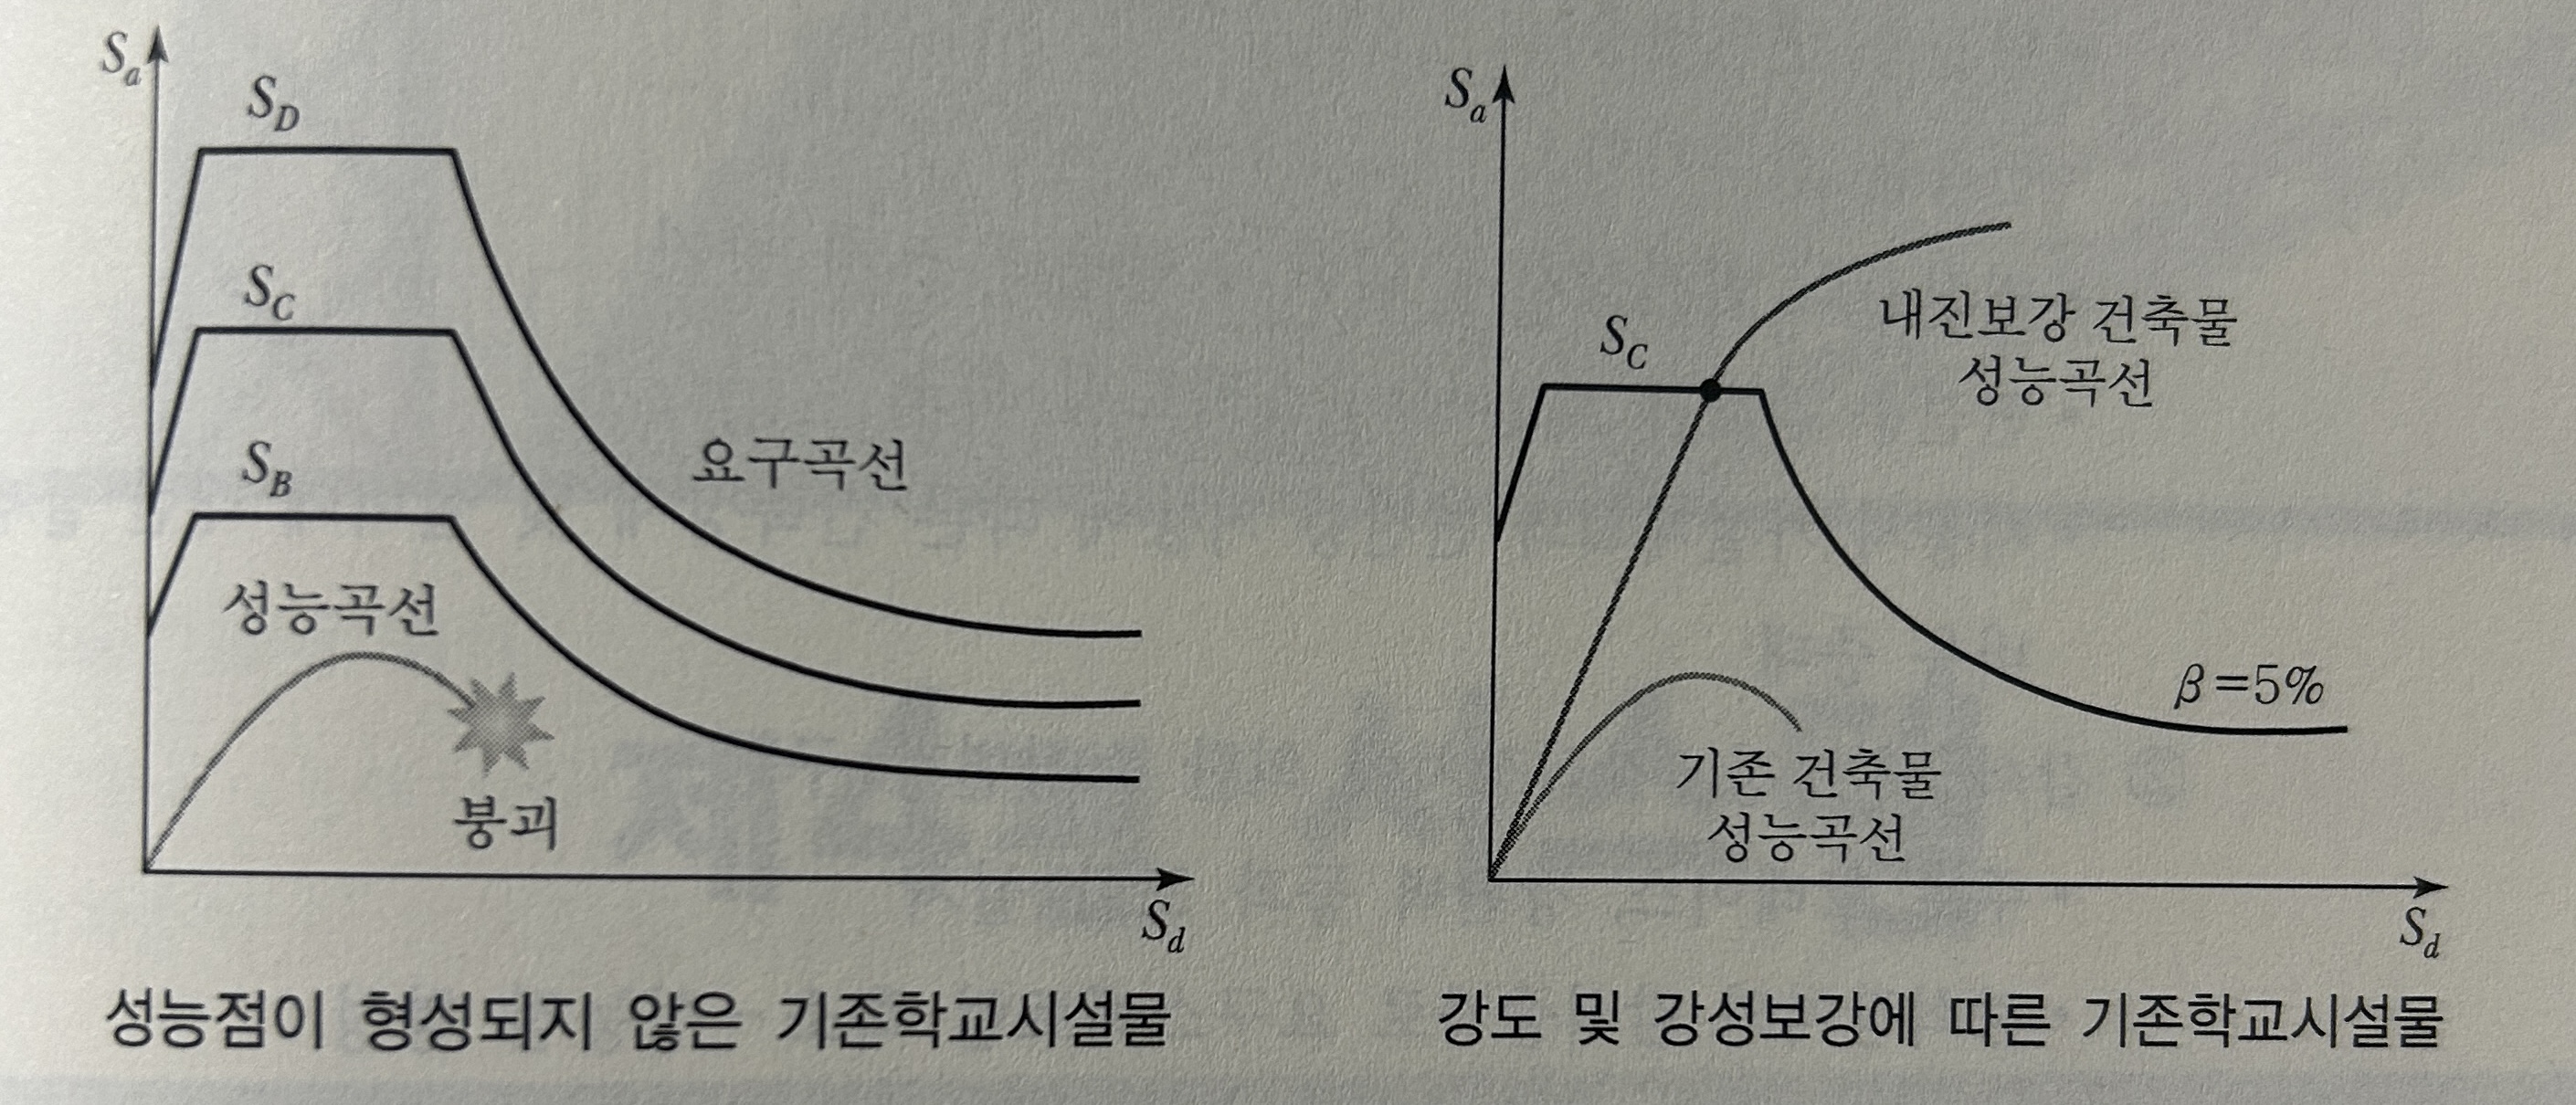 S_a
S_D
S_C
S_B
요구곡선
성능곡선
붕괴
S_d
성능점이 형성되지 않은 기존학교시설물
S_a
S_C
내진보강 건축물
성능곡선
β=5%
기존 건축물
성능곡선
S_d
강도 및 강성보강에 따른 기존학교시설물